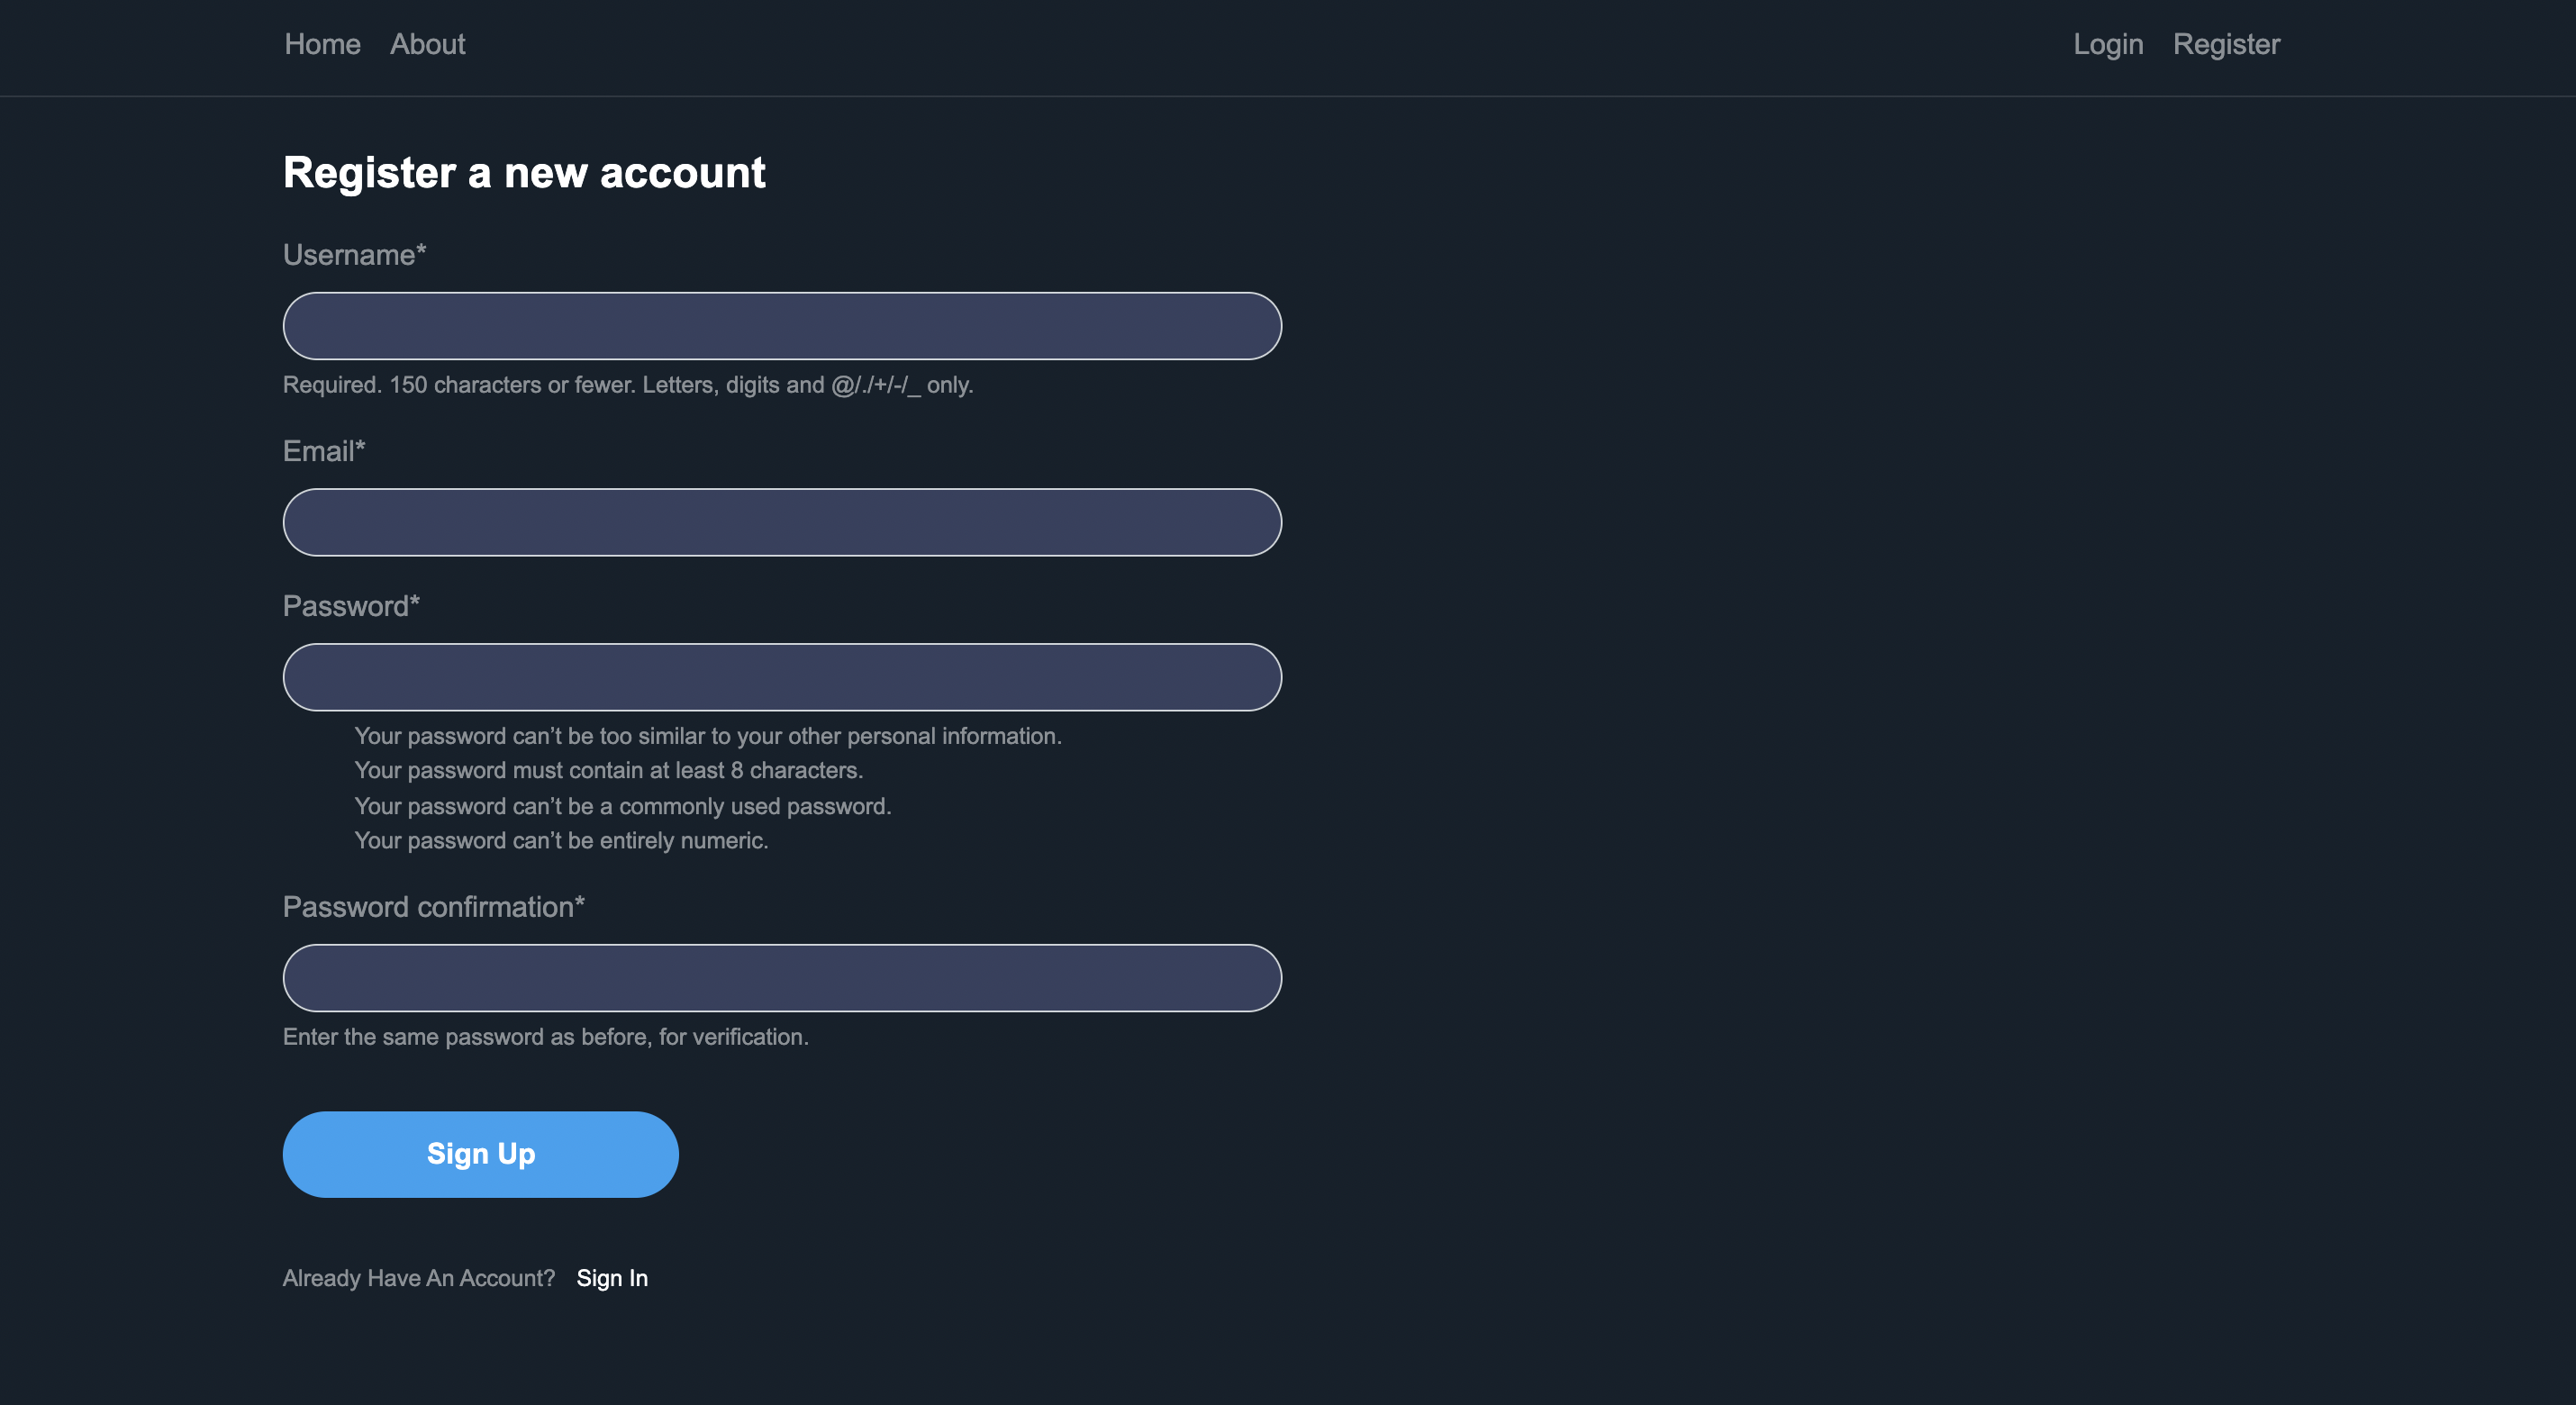 Home About Login Register
Register a new account
Username*
Required. 150 characters or fewer. Letters, digits and @/./+/-/_ only.
Email*
Password*
Your password can’t be too similar to your other personal information.
Your password must contain at least 8 characters.
Your password can’t be a commonly used password.
Your password can’t be entirely numeric.
Password confirmation*
Enter the same password as before, for verification.
Sign Up
Already Have An Account? Sign In